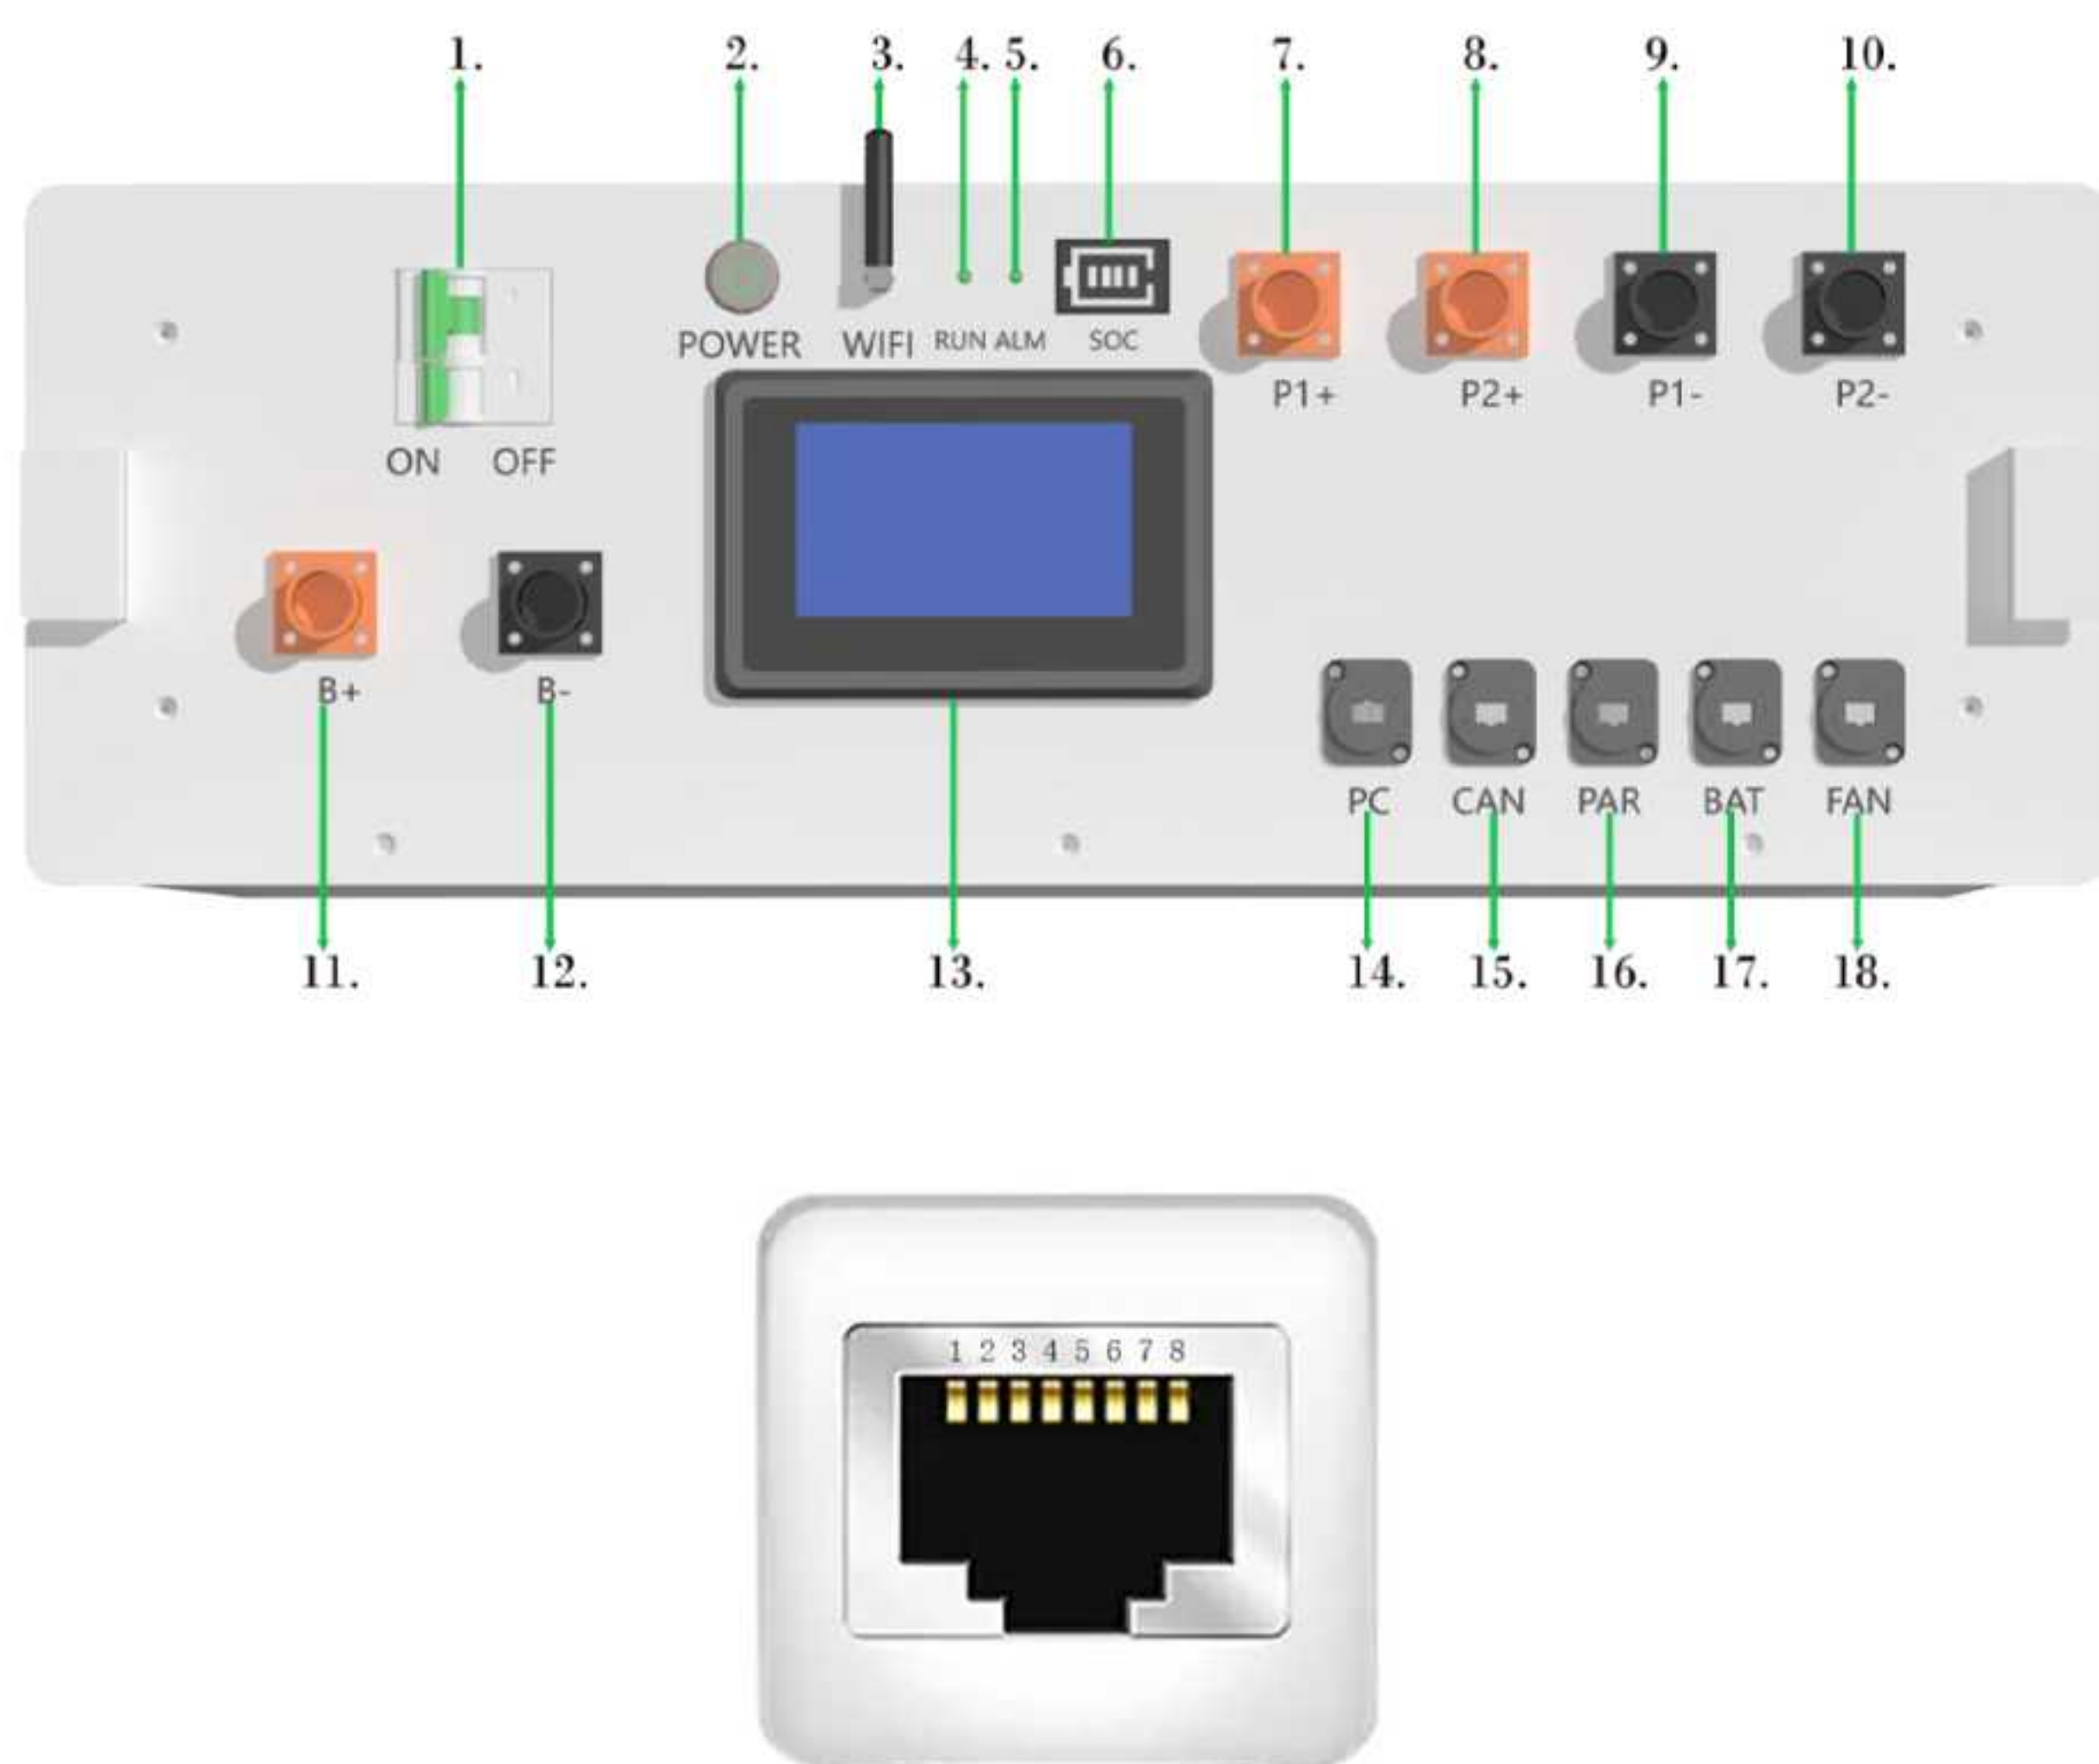 1. 2. 3. 4. 5. 6. 7. 8. 9. 10.
POWER WIFI RUN ALM SOC
P1+ P2+ P1- P2-
ON OFF
B+ B-
PC CAN PAR BAT FAN
11. 12. 13. 14. 15. 16. 17. 18.
1 2 3 4 5 6 7 8